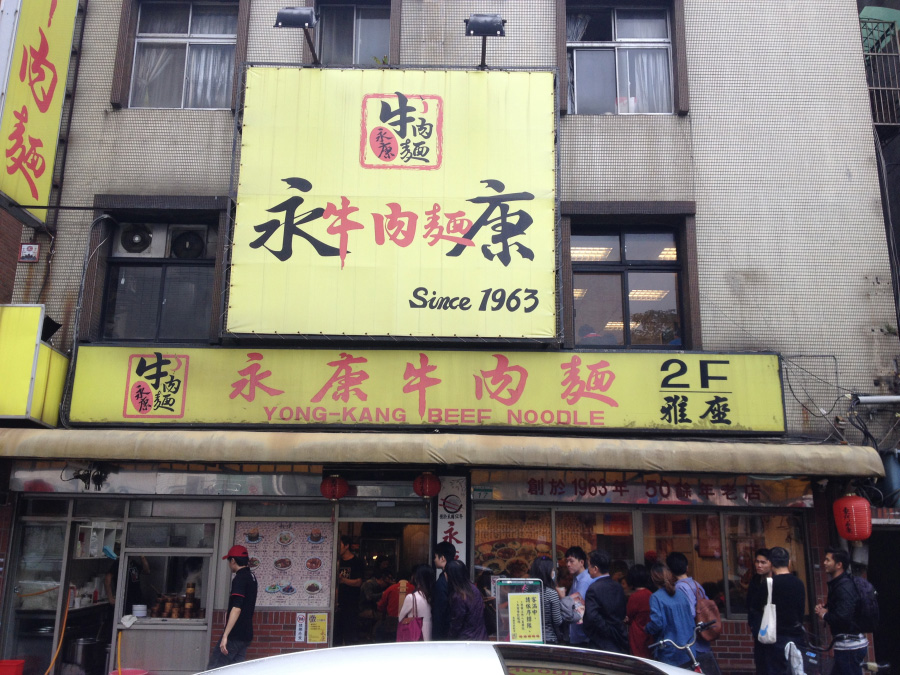 肉麵
牛肉麵
永康
永牛肉麵康
Since 1963
牛肉麵
永康
永康牛肉麵
YONG-KANG BEEF NOODLE
2F
雅座
創於1963年 50餘年老店
永